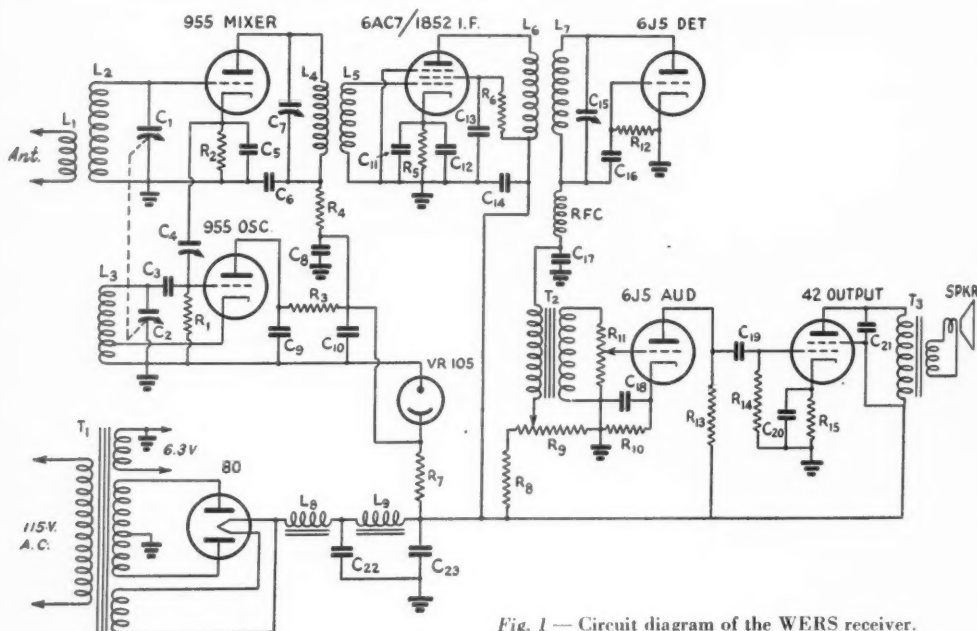 955 MIXER
6AC7/1852 I.F.
L6
L7
6J5 DET
L2
L4
L5
L1
Ant.
C1
C7
R2
C5
C6
C11
R5
C12
C13
R6
C14
C15
R12
C16
R4
C8
RFC
C17
C4
955 OSC.
L3
C3
C2
R1
R3
C9
C10
VR 105
T2
6J5 AUD
R11
C18
R9
R10
R8
R13
C19
42 OUTPUT
R14
C20
R15
C21
T3
SPKR
T1
6.3 V
80
115 V.
A.C.
L8
L9
R7
C22
C23
Fig. 1 — Circuit diagram of the WERS receiver.